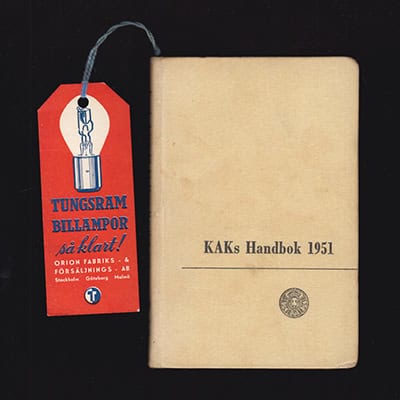 TUNGSRAM
BILLAMPOR
så klart!
ORION FABRIKS - &
FÖRSÄLJNINGS - AB
Stockholm Göteborg Malmö
T
KAKs Handbok 1951